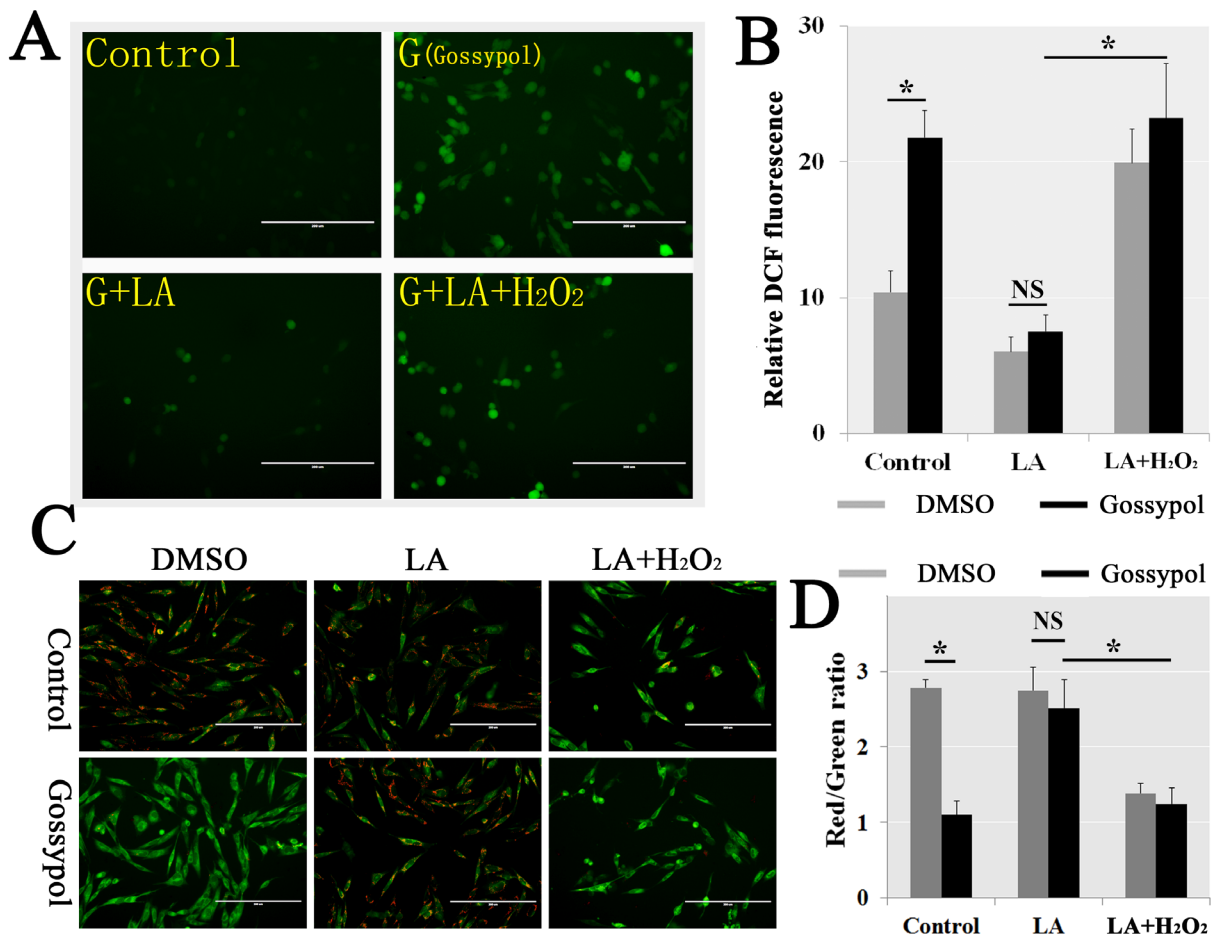 A
Control
G(Gossypol)
G+LA
G+LA+H₂O₂
B
Relative DCF fluorescence
30
20
10
0
*
NS
*
Control
LA
LA+H₂O₂
DMSO
Gossypol
C
DMSO
LA
LA+H₂O₂
Control
Gossypol
D
DMSO
Gossypol
Red/Green ratio
3
2
1
0
*
NS
*
Control
LA
LA+H₂O₂